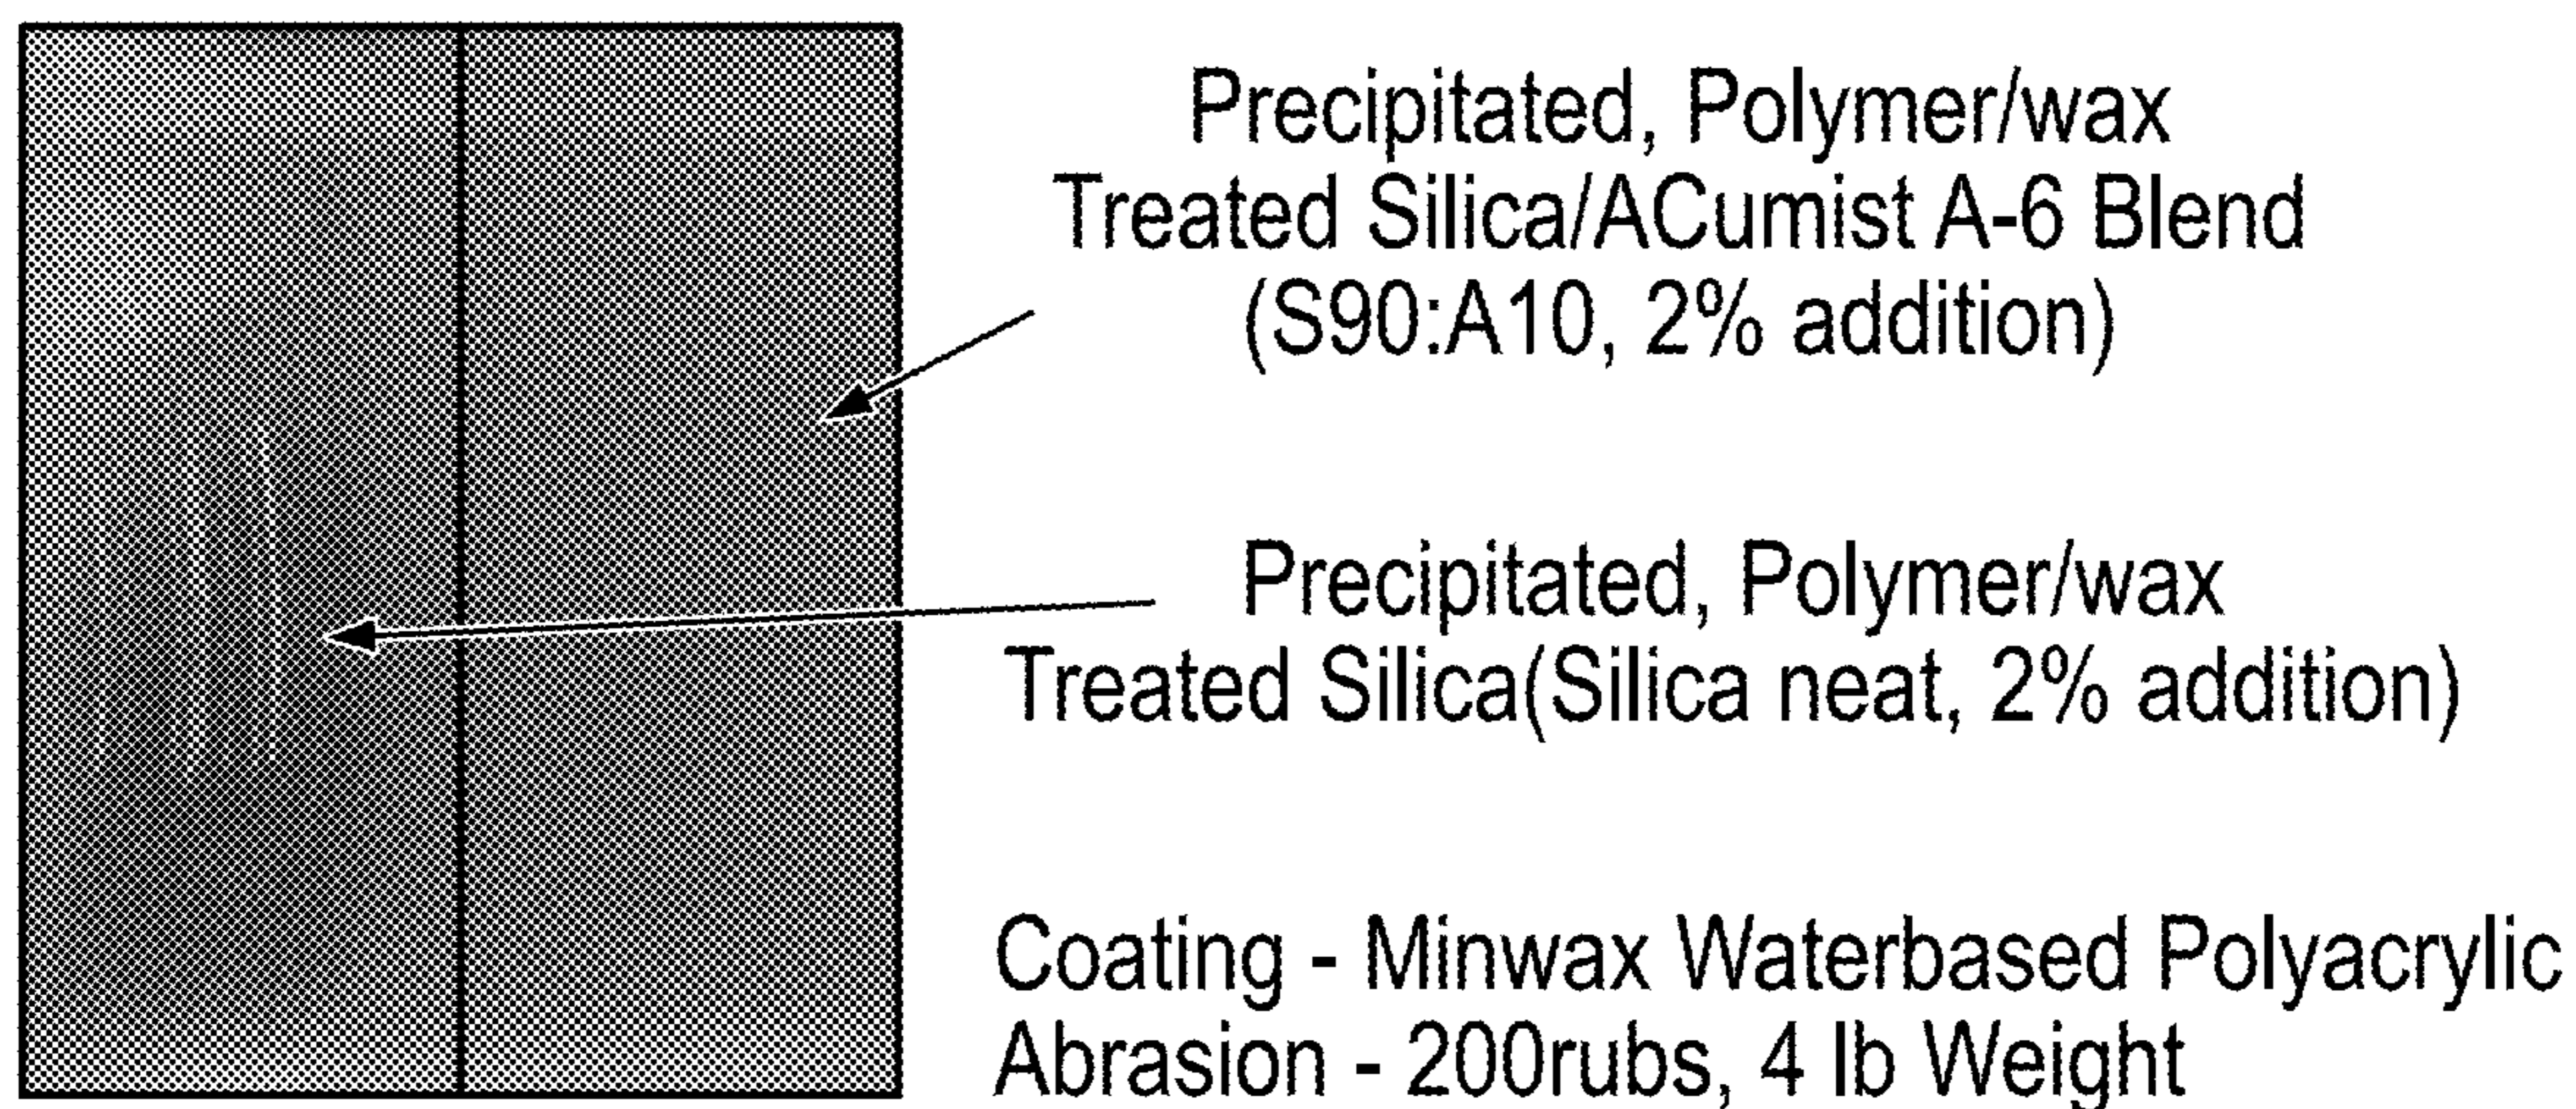 Precipitated, Polymer/wax
Treated Silica/ACumist A-6 Blend
(S90:A10, 2% addition)
Precipitated, Polymer/wax
Treated Silica(Silica neat, 2% addition)
Coating - Minwax Waterbased Polyacrylic
Abrasion - 200rubs, 4 lb Weight